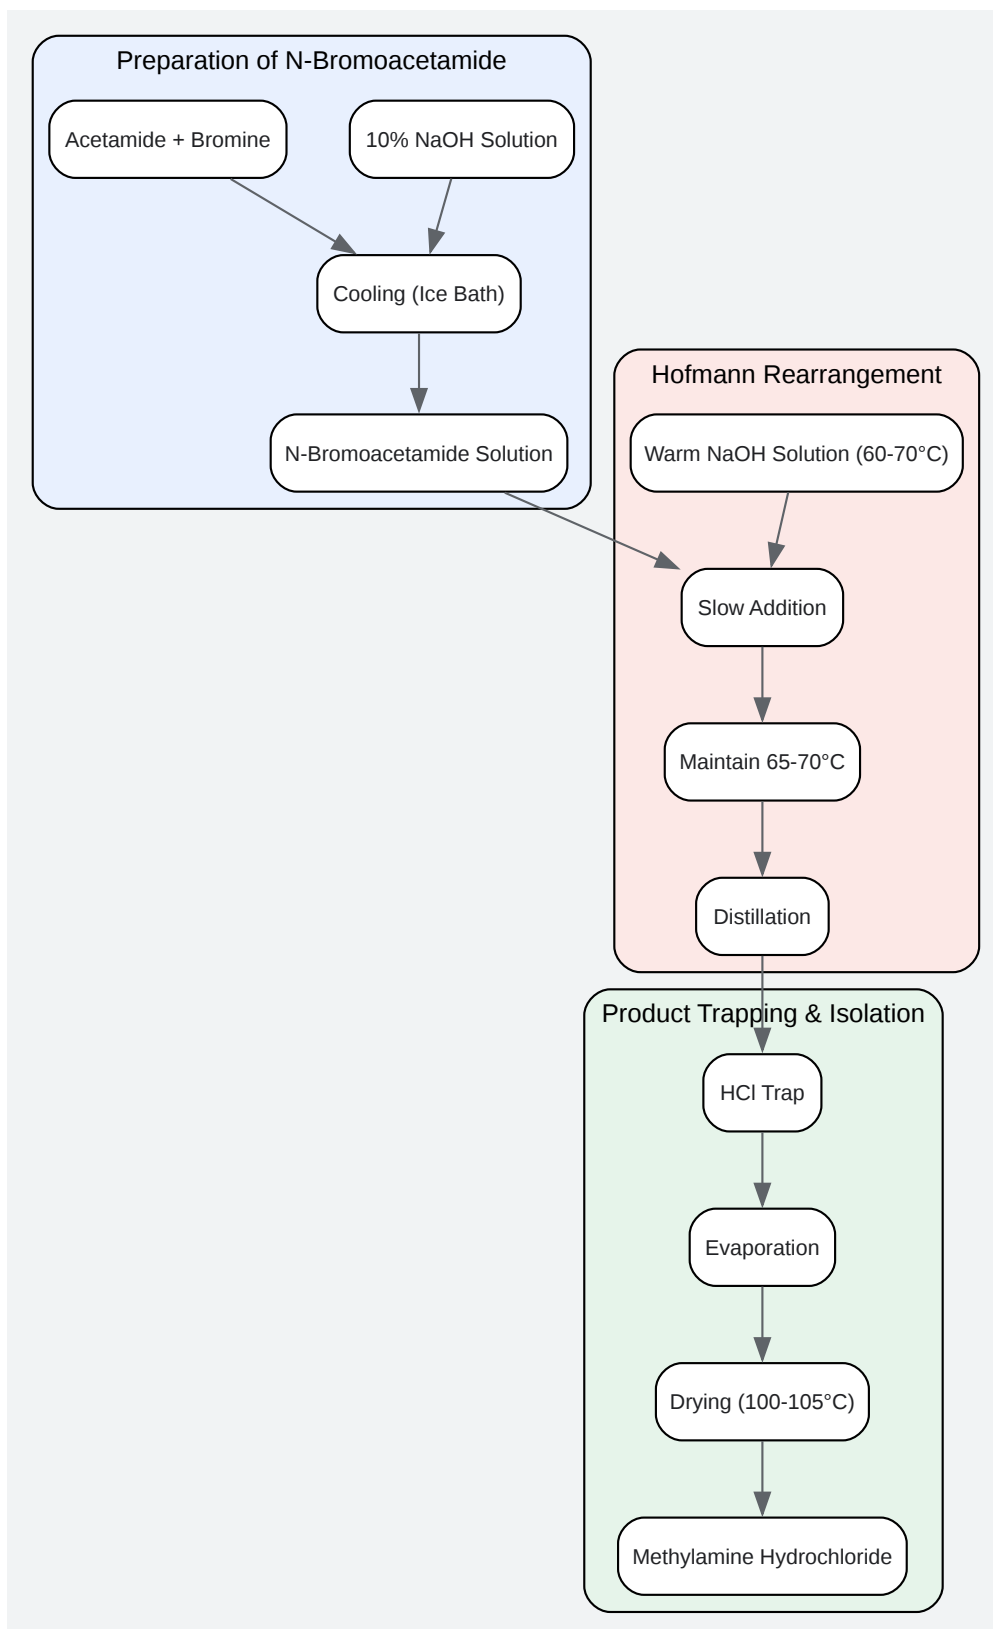 Preparation of N-Bromoacetamide
Acetamide + Bromine
10% NaOH Solution
Cooling (Ice Bath)
N-Bromoacetamide Solution
Hofmann Rearrangement
Warm NaOH Solution (60-70°C)
Slow Addition
Maintain 65-70°C
Distillation
Product Trapping & Isolation
HCl Trap
Evaporation
Drying (100-105°C)
Methylamine Hydrochloride